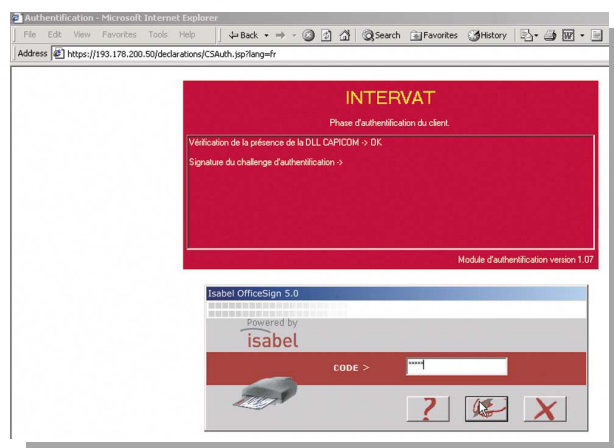 Authentification - Microsoft Internet Explorer
File Edit View Favorites Tools Help Back Search Favorites History
Address https://193.178.200.50/declarations/CSAuth.jsp?lang=fr
INTERVAT
Phase d'authentification du client.
Vérification de la présence de la DLL CAPICOM -> OK
Signature du challenge d'authentification ->
Module d'authentification version 1.07
Isabel OfficeSign 5.0
Powered by
isabel
CODE > *****